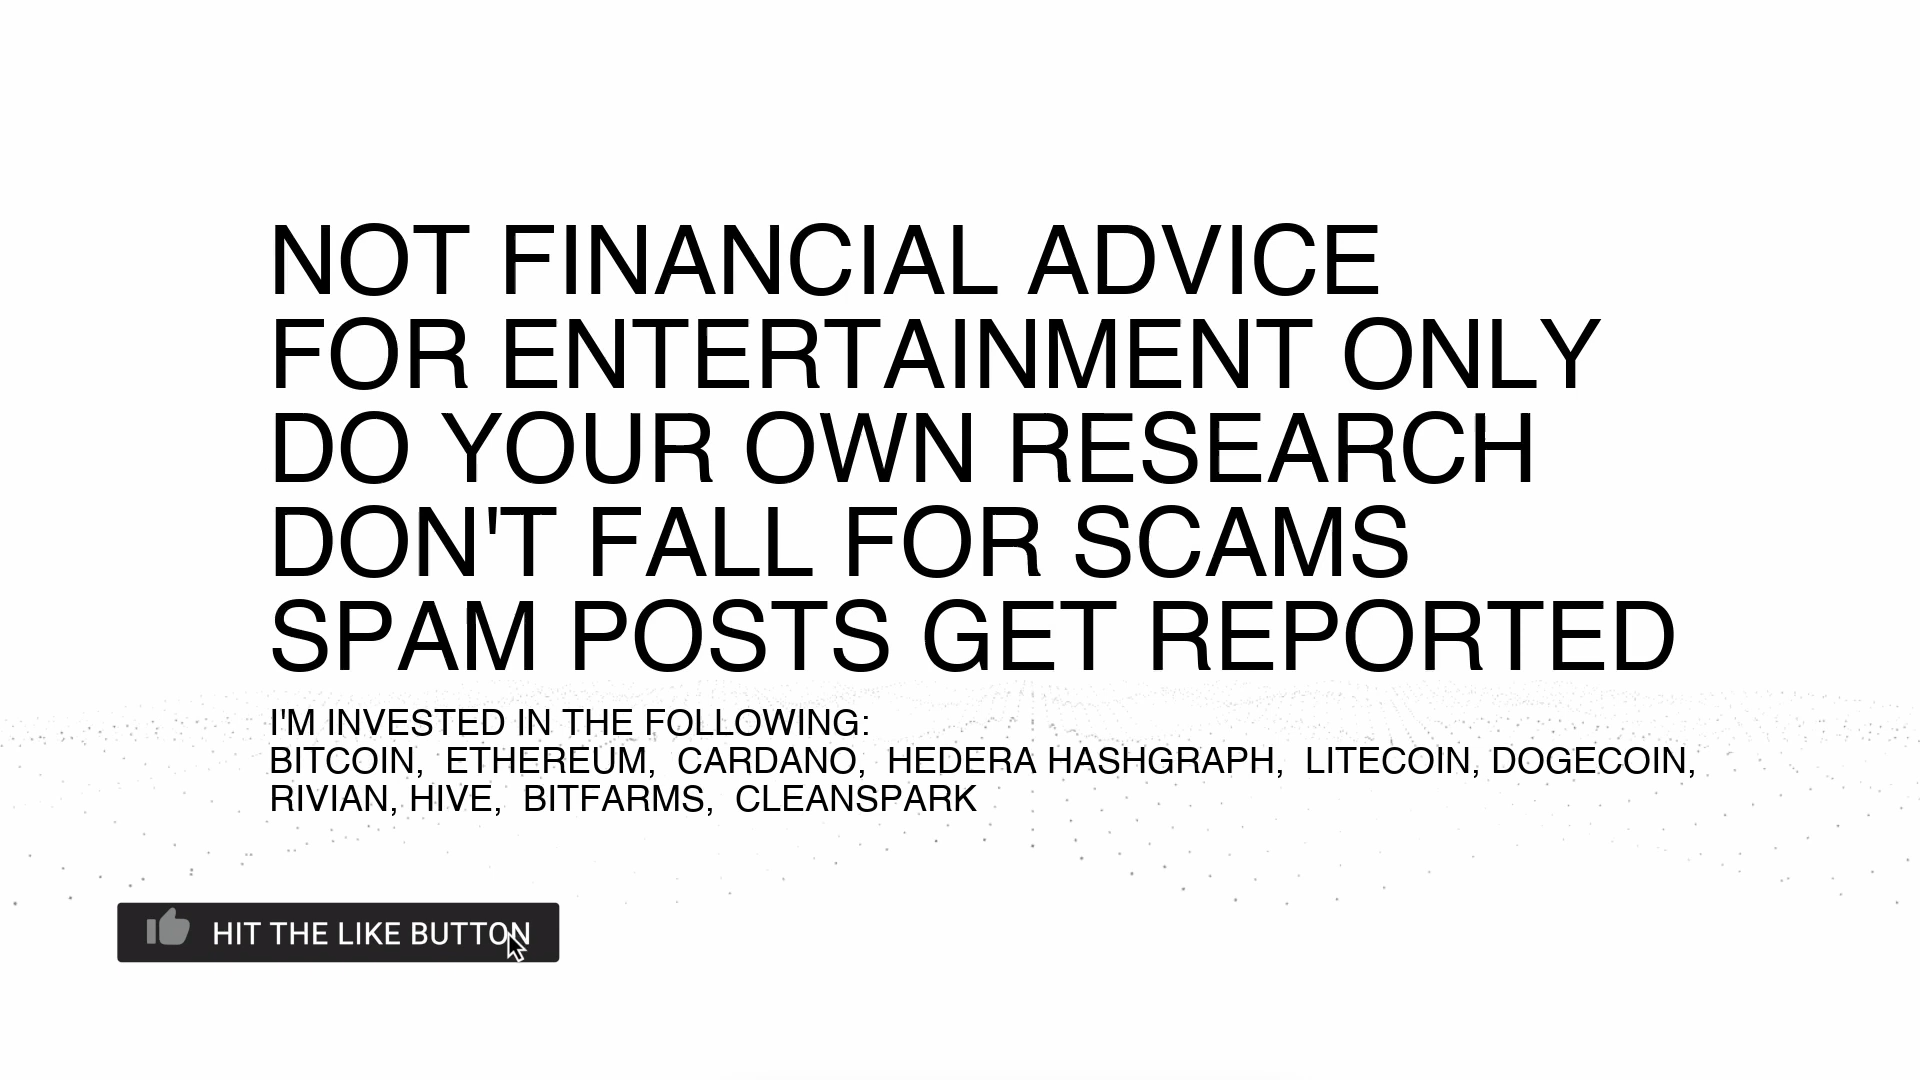 NOT FINANCIAL ADVICE
FOR ENTERTAINMENT ONLY
DO YOUR OWN RESEARCH
DON'T FALL FOR SCAMS
SPAM POSTS GET REPORTED
I'M INVESTED IN THE FOLLOWING:
BITCOIN, ETHEREUM, CARDANO, HEDERA HASHGRAPH, LITECOIN, DOGECOIN,
RIVIAN, HIVE, BITFARMS, CLEANSPARK
HIT THE LIKE BUTTON